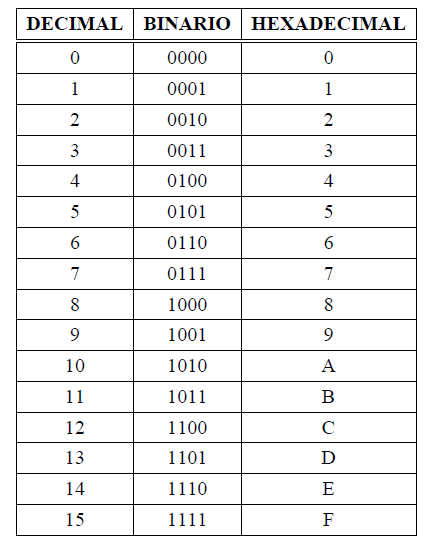 DECIMAL BINARIO HEXADECIMAL
0 0000 0
1 0001 1
2 0010 2
3 0011 3
4 0100 4
5 0101 5
6 0110 6
7 0111 7
8 1000 8
9 1001 9
10 1010 A
11 1011 B
12 1100 C
13 1101 D
14 1110 E
15 1111 F